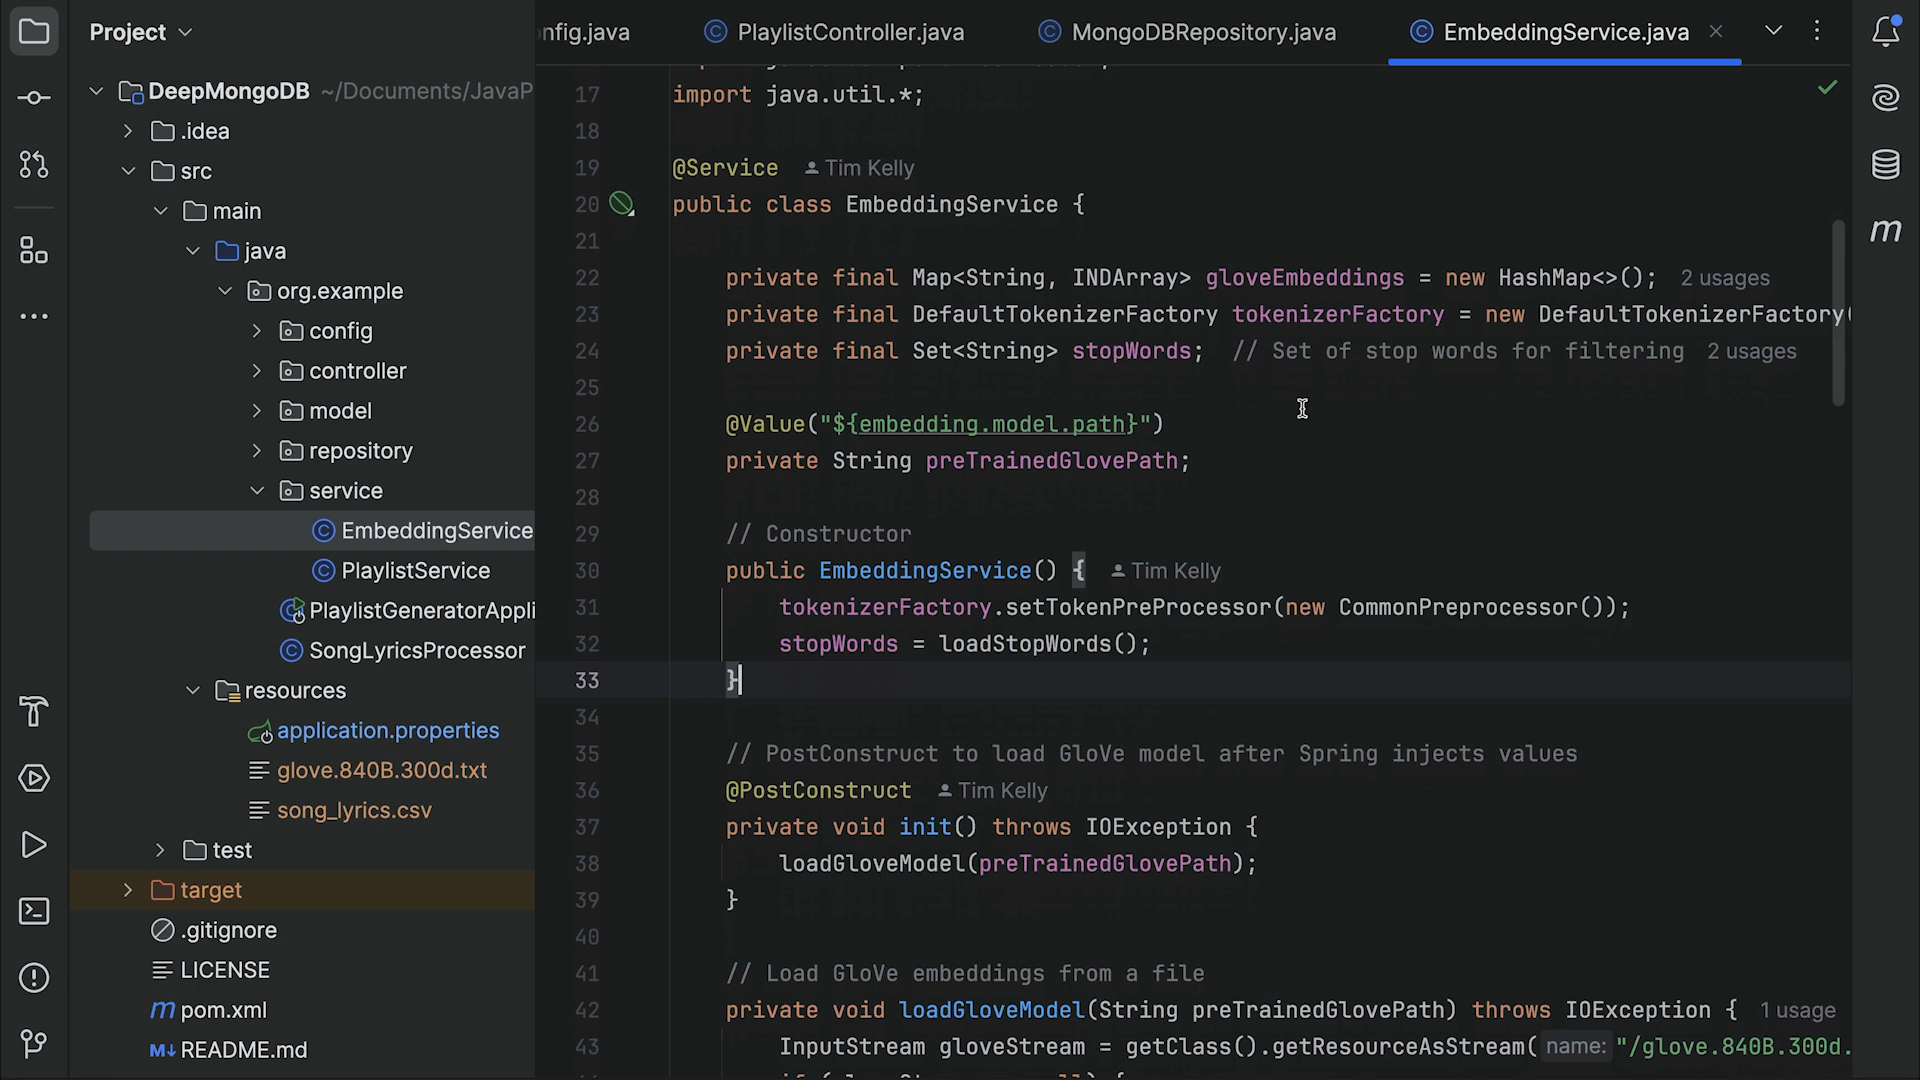 Project
nfig.java
PlaylistController.java
MongoDBRepository.java
EmbeddingService.java
DeepMongoDB ~/Documents/JavaP
.idea
src
main
java
org.example
config
controller
model
repository
service
EmbeddingService
PlaylistService
PlaylistGeneratorAppli
SongLyricsProcessor
resources
application.properties
glove.840B.300d.txt
song_lyrics.csv
test
target
.gitignore
LICENSE
m pom.xml
M↓ README.md
17 import java.util.*;
18
19 @Service Tim Kelly
20 public class EmbeddingService {
21
22 private final Map<String, INDArray> gloveEmbeddings = new HashMap<>(); 2 usages
23 private final DefaultTokenizerFactory tokenizerFactory = new DefaultTokenizerFactory(
24 private final Set<String> stopWords; // Set of stop words for filtering 2 usages
25
26 @Value("${embedding.model.path}")
27 private String preTrainedGlovePath;
28
29 // Constructor
30 public EmbeddingService() { Tim Kelly
31 tokenizerFactory.setTokenPreProcessor(new CommonPreprocessor());
32 stopWords = loadStopWords();
33 }
34
35 // PostConstruct to load GloVe model after Spring injects values
36 @PostConstruct Tim Kelly
37 private void init() throws IOException {
38 loadGloveModel(preTrainedGlovePath);
39 }
40
41 // Load GloVe embeddings from a file
42 private void loadGloveModel(String preTrainedGlovePath) throws IOException { 1 usage
43 InputStream gloveStream = getClass().getResourceAsStream( name: "/glove.840B.300d.
m